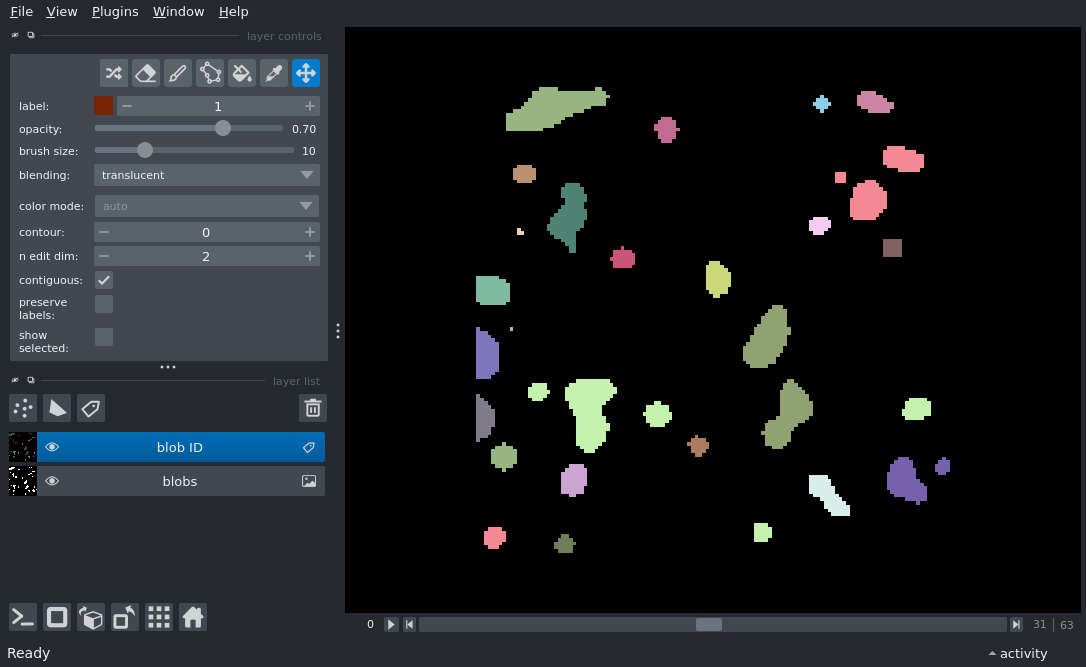 File View Plugins Window Help
layer controls
label: 1
opacity: 0.70
brush size: 10
blending: translucent
color mode: auto
contour: 0
n edit dim: 2
contiguous:
preserve
labels:
show
selected:
layer list
blob ID
blobs
0 31 | 63
Ready activity